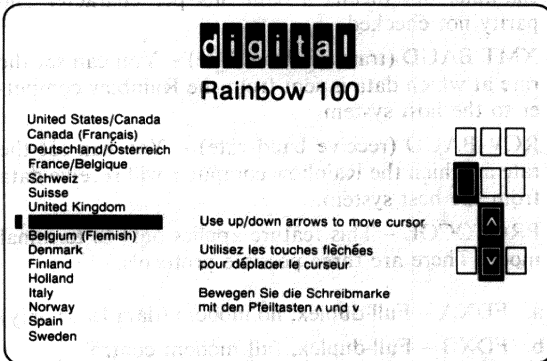 digital
Rainbow 100
United States/Canada
Canada (Français)
Deutschland/Österreich
France/Belgique
Schweiz
Suisse
United Kingdom
Belgium (Flemish)
Denmark
Finland
Holland
Italy
Norway
Spain
Sweden
Use up/down arrows to move cursor
Utilisez les touches fléchées
pour déplacer le curseur
Bewegen Sie die Schreibmarke
mit den Pfeiltasten ∧ und ∨